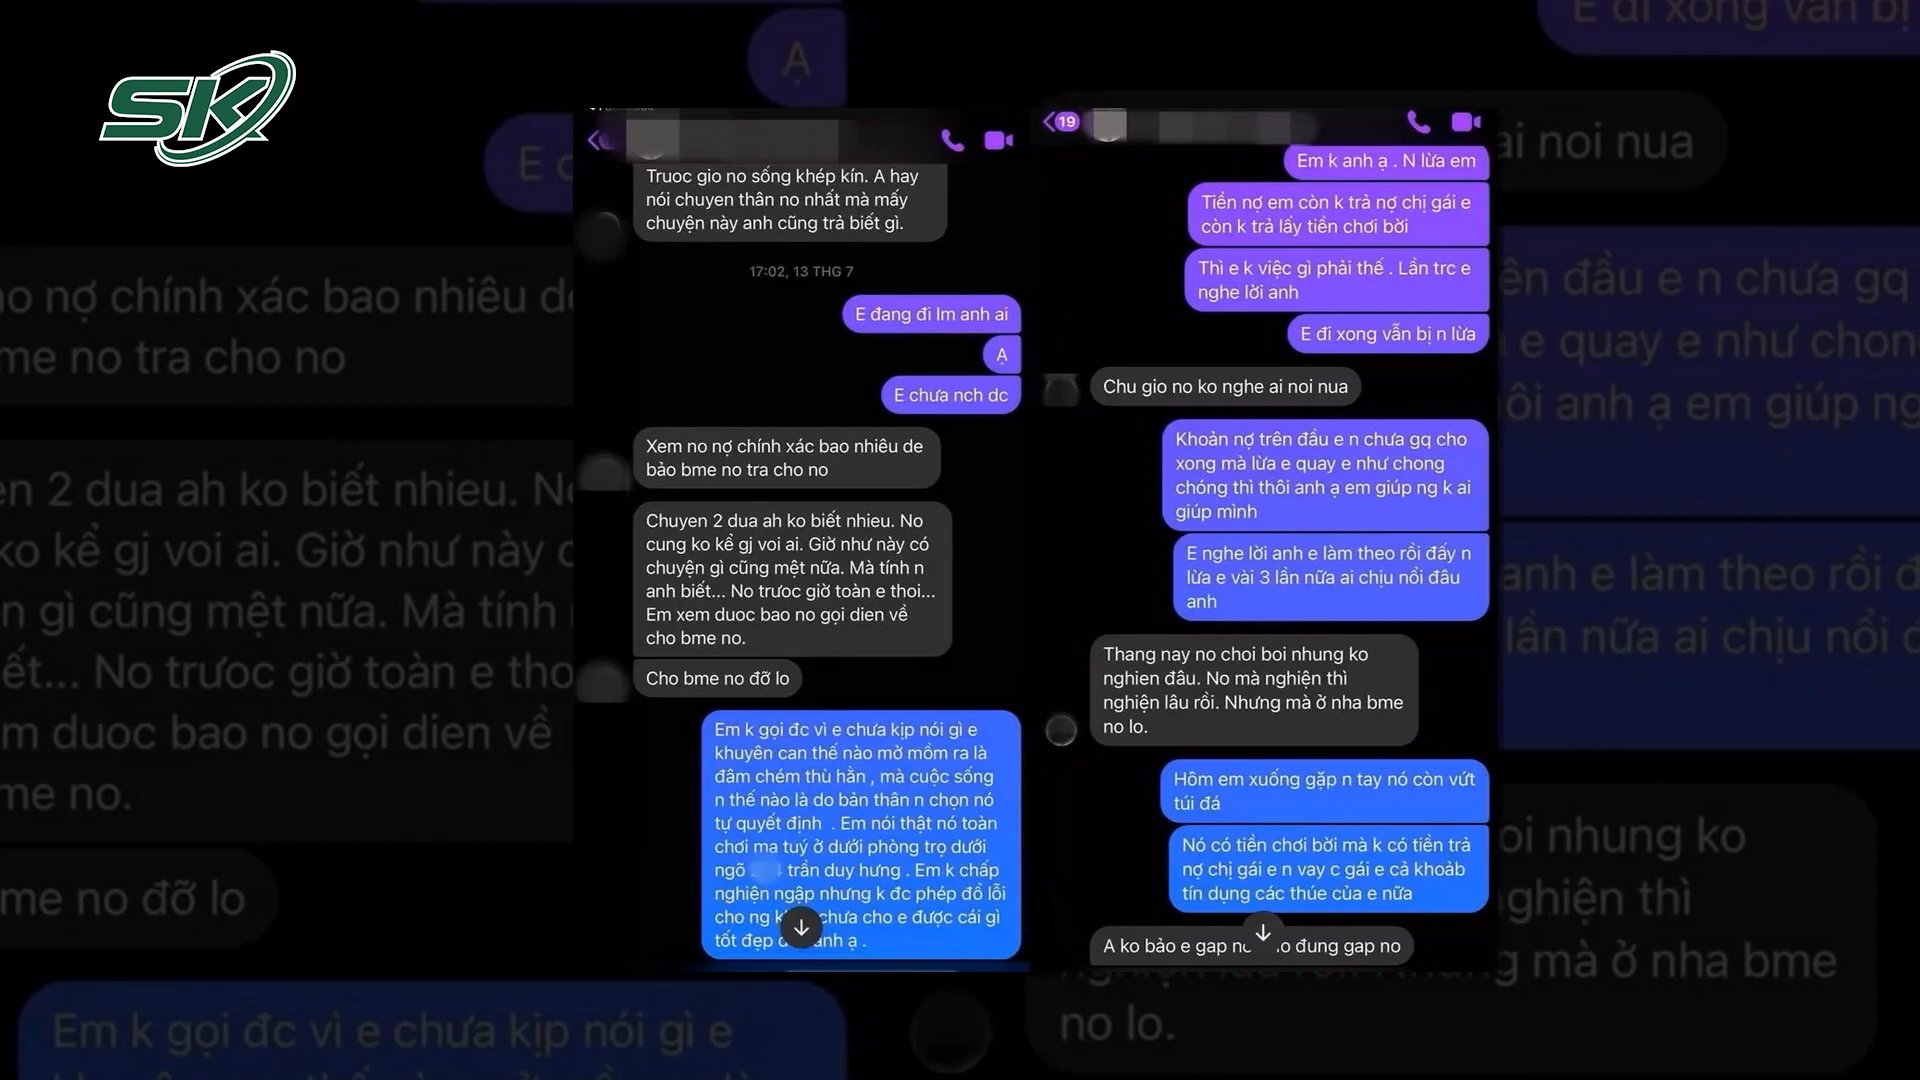 SK
Truoc gio no sống khép kín. A hay
nói chuyen thân no nhất mà mấy
chuyện này anh cũng trả biết gì.
17:02, 13 THG 7
E đang đi lm anh ai
Ạ
E chưa nch dc
Xem no nợ chính xác bao nhiêu de
bảo bme no tra cho no
Chuyen 2 dua ah ko biết nhieu. No
cung ko kể gj voi ai. Giờ như này có
chuyện gì cũng mệt nữa. Mà tính n
anh biết... No trưoc giờ toàn e thoi...
Em xem duoc bao no gọi dien về
cho bme no.
Cho bme no đỡ lo
Em k gọi đc vì e chưa kịp nói gì e
khuyên can thế nào mở mồm ra là
đâm chém thù hằn , mà cuộc sống
n thế nào là do bản thân n chọn nó
tự quyết định . Em nói thật nó toàn
chơi ma tuý ở dưới phòng trọ dưới
ngõ trần duy hưng . Em k chấp
nghiện ngập nhưng k đc phép đổ lỗi
cho ng chưa cho e được cái gì
tốt đẹp anh ạ .
19
Em k anh ạ . N lừa em
Tiền nợ em còn k trả nợ chị gái e
còn k trả lấy tiền chơi bời
Thì e k việc gì phải thế . Lần trc e
nghe lời anh
E đi xong vẫn bị n lừa
Chu gio no ko nghe ai noi nua
Khoản nợ trên đầu e n chưa gq cho
xong mà lừa e quay e như chong
chóng thì thôi anh ạ em giúp ng k ai
giúp mình
E nghe lời anh e làm theo rồi đấy n
lừa e vài 3 lần nữa ai chịu nổi đâu
anh
Thang nay no choi boi nhung ko
nghien đâu. No mà nghiện thì
nghiện lâu rồi. Nhưng mà ở nha bme
no lo.
Hôm em xuống gặp n tay nó còn vứt
túi đá
Nó có tiền chơi bời mà k có tiền trả
nợ chị gái e n vay c gái e cả khoảb
tín dụng các thúe của e nữa
A ko bảo e gap đung gap no